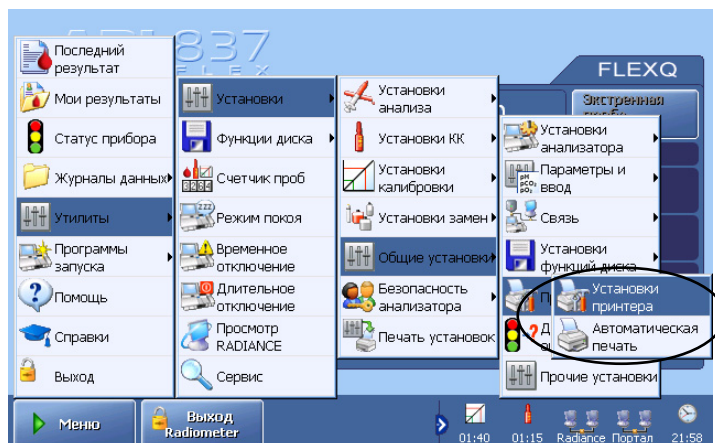 837
FLEX
FLEXQ
Экстренная
Последний
результат
Мои результаты
Статус прибора
Журналы данных
Утилиты
Программы
запуска
Помощь
Справки
Выход
Установки
Функции диска
Счетчик проб
Режим покоя
Временное
отключение
Длительное
отключение
Просмотр
RADIANCE
Сервис
Установки
анализа
Установки КК
Установки
калибровки
Установки замен
Общие установки
Безопасность
анализатора
Печать установок
Установки
анализатора
Параметры и
ввод
Связь
Установки
функций диска
Прочие установки
Установки
принтера
Автоматическая
печать
Меню
Выход
Radiometer
01:40
01:15
Radiance
Портал
21:58